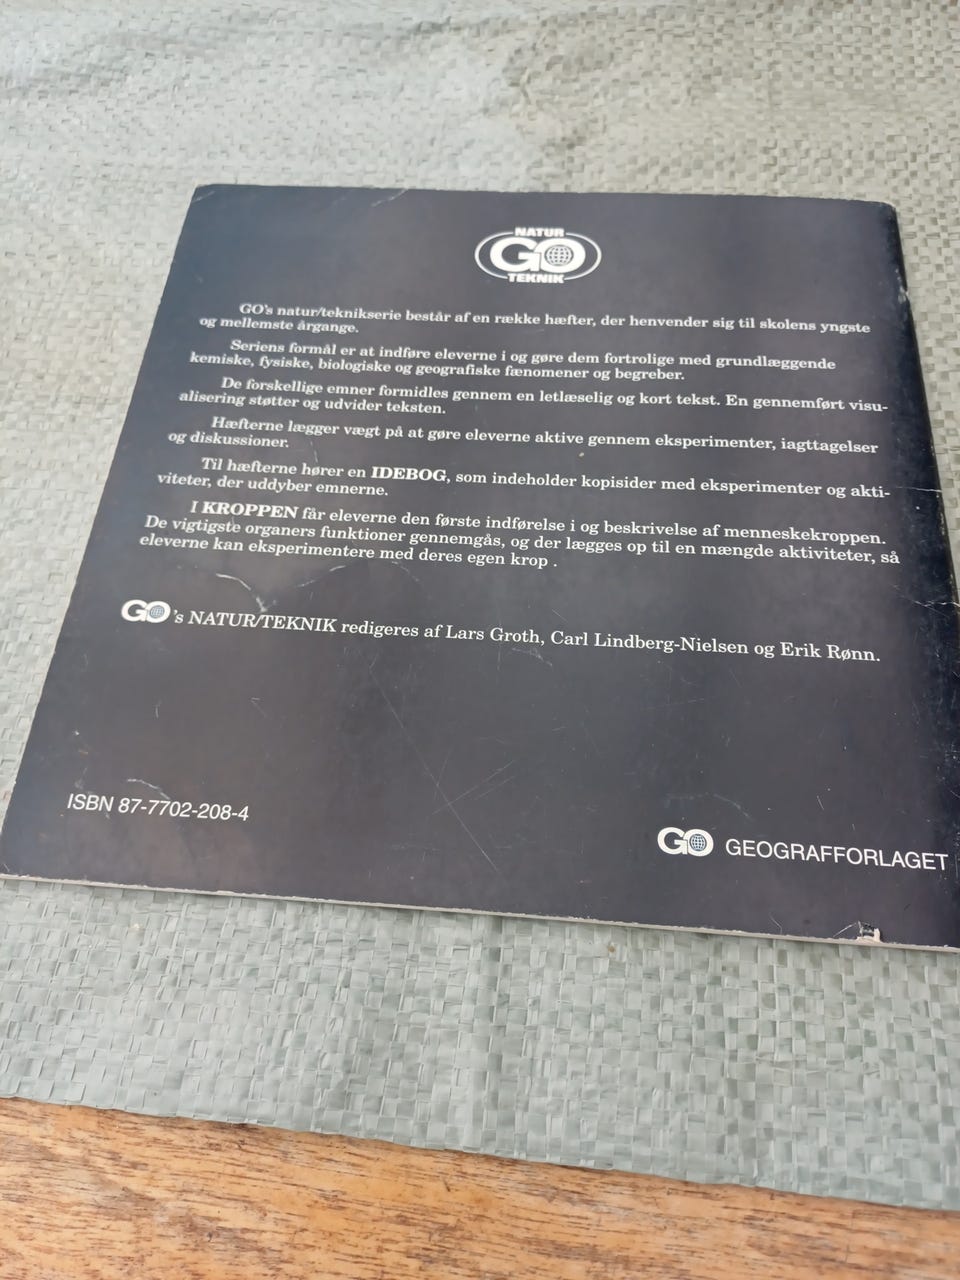 NATUR
GO
TEKNIK
GO's natur/teknikserie består af en række hæfter, der henvender sig til skolens yngste
og mellemste årgange.
Seriens formål er at indføre eleverne i og gøre dem fortrolige med grundlæggende
kemiske, fysiske, biologiske og geografiske fænomener og begreber.
De forskellige emner formidles gennem en letlæselig og kort tekst. En gennemført visu-
alisering støtter og udvider teksten.
Hæfterne lægger vægt på at gøre eleverne aktive gennem eksperimenter, iagttagelser
og diskussioner.
Til hæfterne hører en IDEBOG, som indeholder kopisider med eksperimenter og akti-
viteter, der uddyber emnerne.
I KROPPEN får eleverne den første indførelse i og beskrivelse af menneskekroppen.
De vigtigste organers funktioner gennemgås, og der lægges op til en mængde aktiviteter, så
eleverne kan eksperimentere med deres egen krop .
GO's NATUR/TEKNIK redigeres af Lars Groth, Carl Lindberg-Nielsen og Erik Rønn.
ISBN 87-7702-208-4
GO GEOGRAFFORLAGET